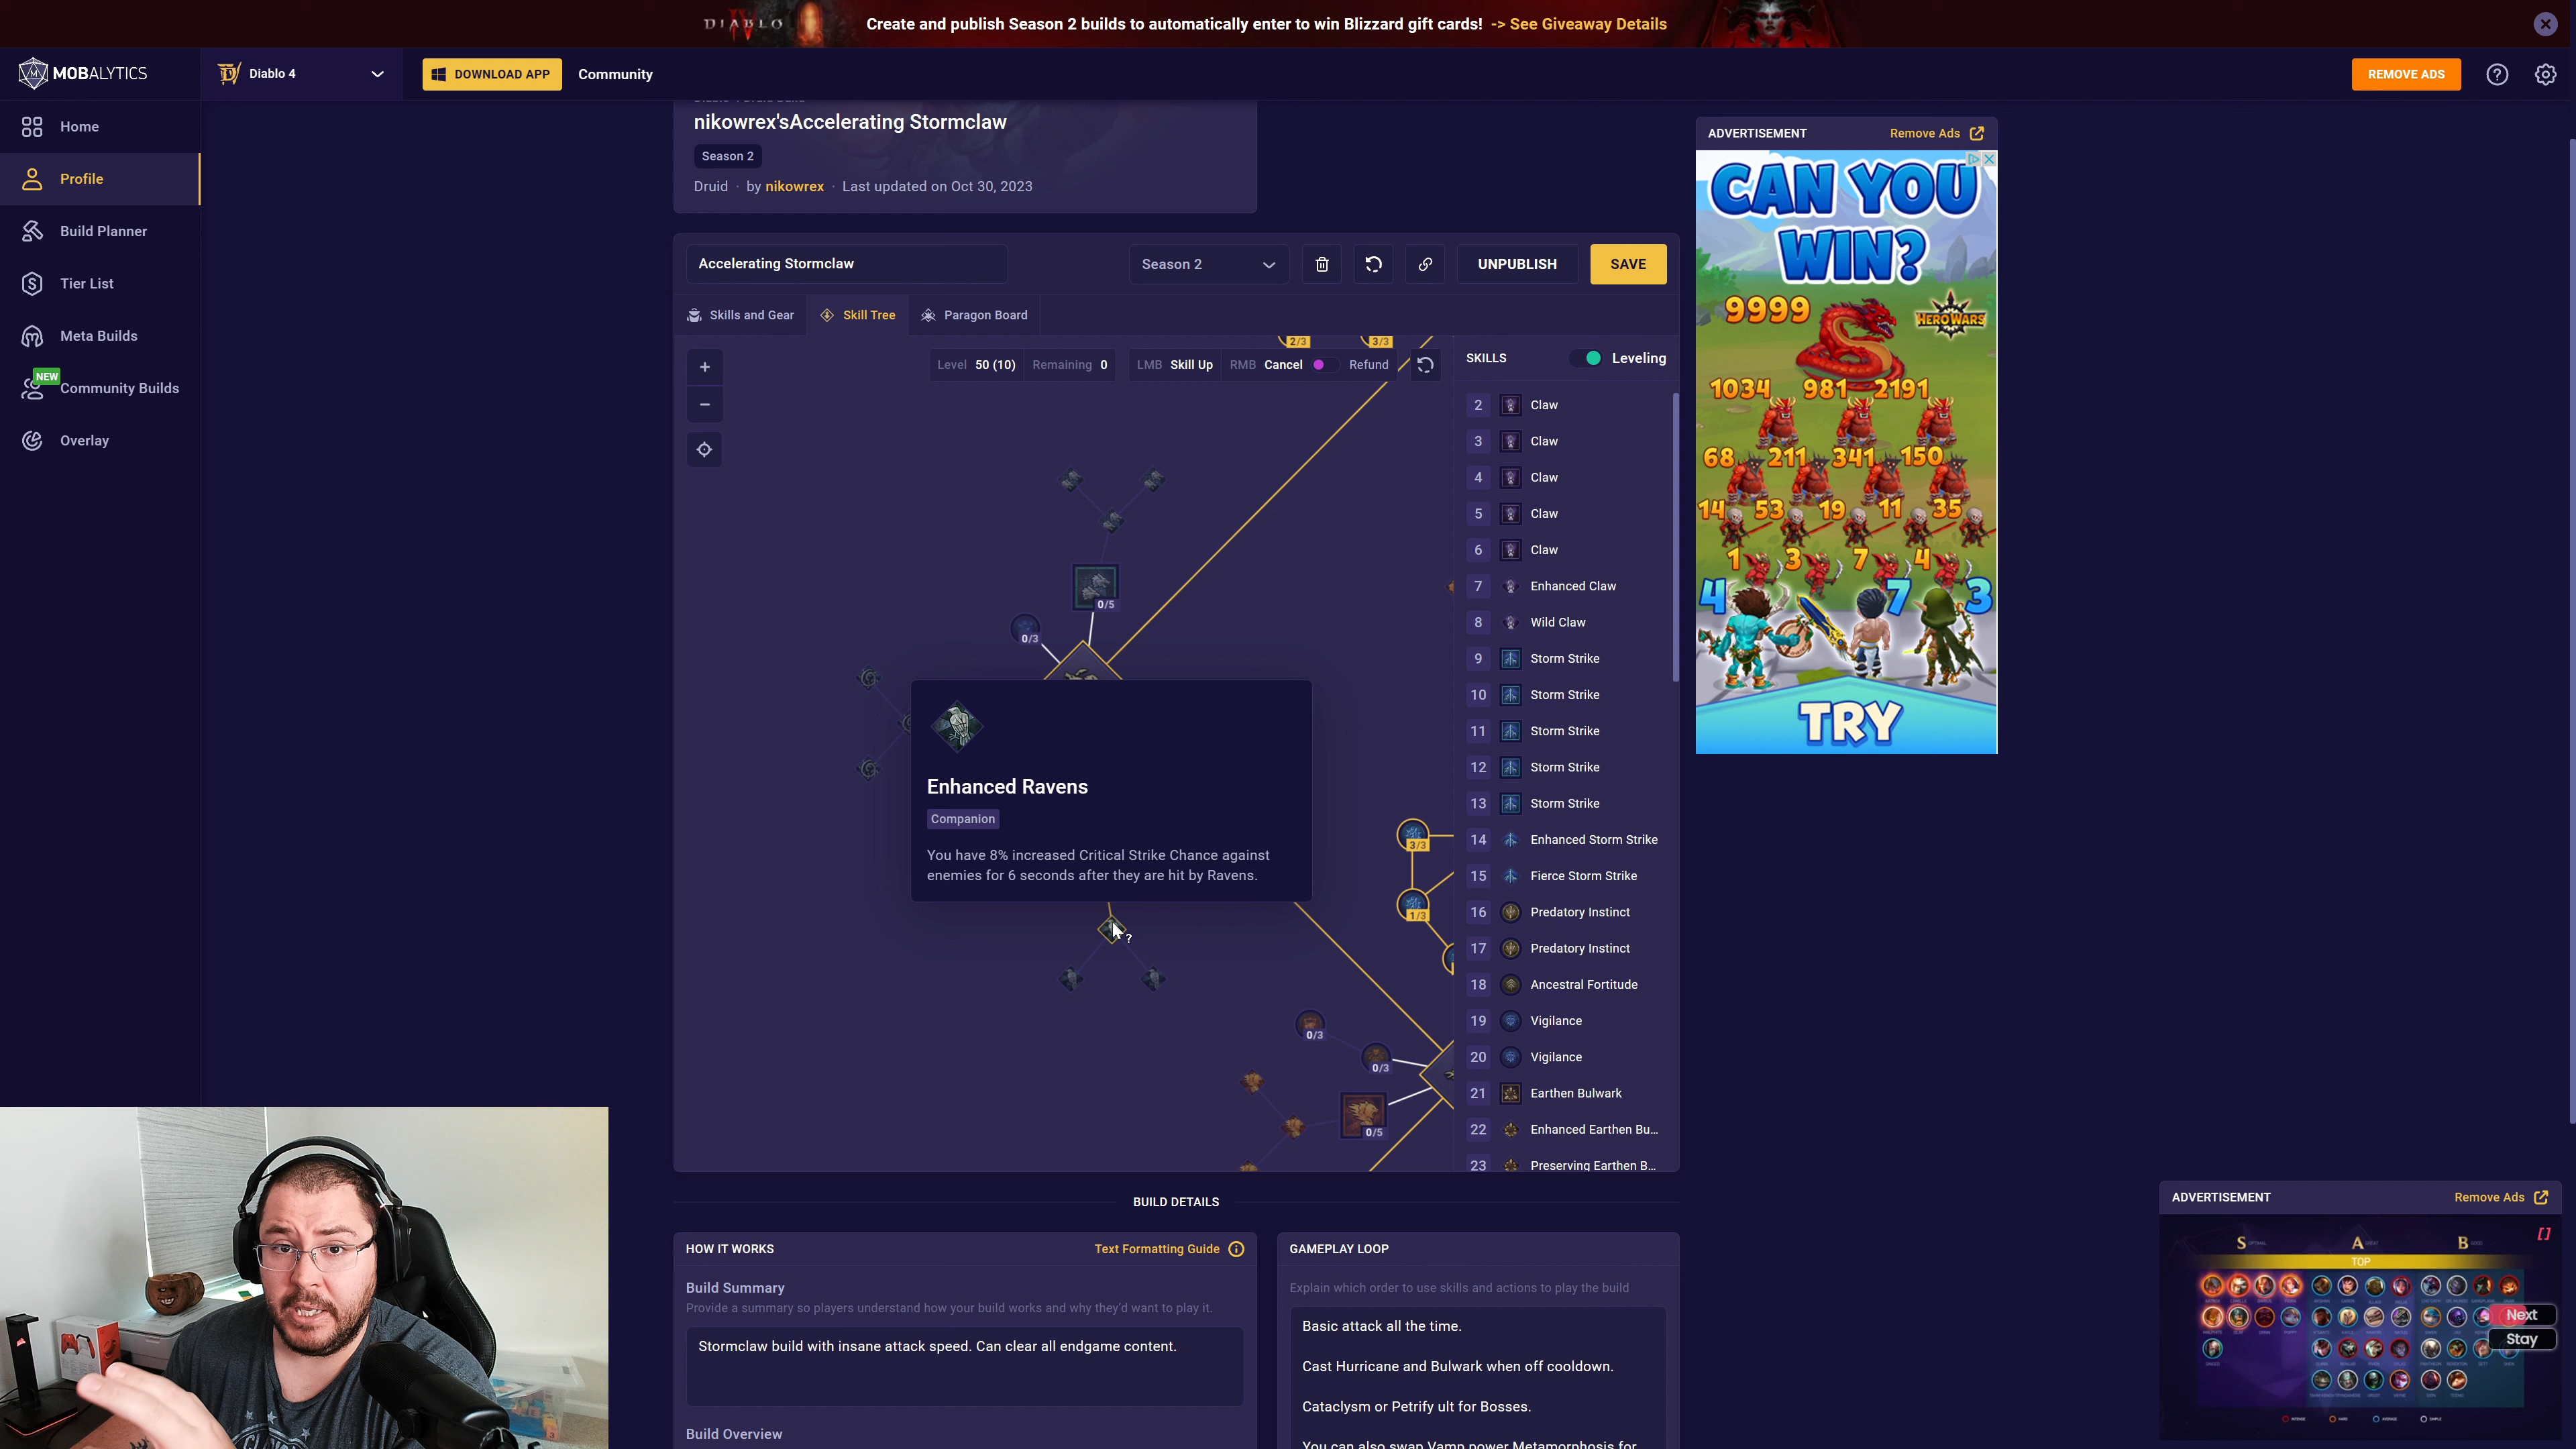 DIABLO IV
Create and publish Season 2 builds to automatically enter to win Blizzard gift cards! -> See Giveaway Details
MOBALYTICS
Diablo 4
DOWNLOAD APP
Community
REMOVE ADS
Home
Profile
Build Planner
Tier List
Meta Builds
NEW
Community Builds
Overlay
nikowrex'sAccelerating Stormclaw
Season 2
Druid · by nikowrex · Last updated on Oct 30, 2023
Accelerating Stormclaw
Season 2
UNPUBLISH
SAVE
Skills and Gear
Skill Tree
Paragon Board
+
−
Level 50 (10)
Remaining 0
LMB Skill Up
RMB Cancel
Refund
2/3
3/3
0/5
0/3
Enhanced Ravens
Companion
You have 8% increased Critical Strike Chance against
enemies for 6 seconds after they are hit by Ravens.
?
3/3
1/3
0/3
0/3
0/5
SKILLS
Leveling
2 Claw
3 Claw
4 Claw
5 Claw
6 Claw
7 Enhanced Claw
8 Wild Claw
9 Storm Strike
10 Storm Strike
11 Storm Strike
12 Storm Strike
13 Storm Strike
14 Enhanced Storm Strike
15 Fierce Storm Strike
16 Predatory Instinct
17 Predatory Instinct
18 Ancestral Fortitude
19 Vigilance
20 Vigilance
21 Earthen Bulwark
22 Enhanced Earthen Bu...
23 Preserving Earthen B...
BUILD DETAILS
HOW IT WORKS
Text Formatting Guide
Build Summary
Provide a summary so players understand how your build works and why they'd want to play it.
Stormclaw build with insane attack speed. Can clear all endgame content.
Build Overview
GAMEPLAY LOOP
Explain which order to use skills and actions to play the build
Basic attack all the time.
Cast Hurricane and Bulwark when off cooldown.
Cataclysm or Petrify ult for Bosses.
You can also swap Vamp power Metamorphosis for
ADVERTISEMENT
Remove Ads
CAN YOU
WIN?
9999
HERO WARS
1034 981 2191
68 211 341 150
14 53 19 11 35
1 3 7 4
4 7 3
TRY
ADVERTISEMENT
Remove Ads
S A B
TOP
Next
Stay